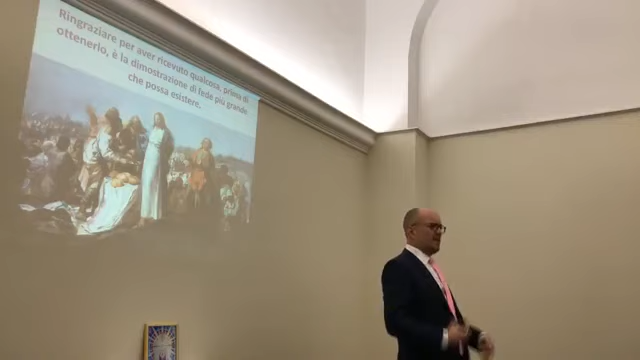 Ringraziare per aver ricevuto qualcosa, prima di
ottenerlo, è la dimostrazione di fede più grande
che possa esistere.